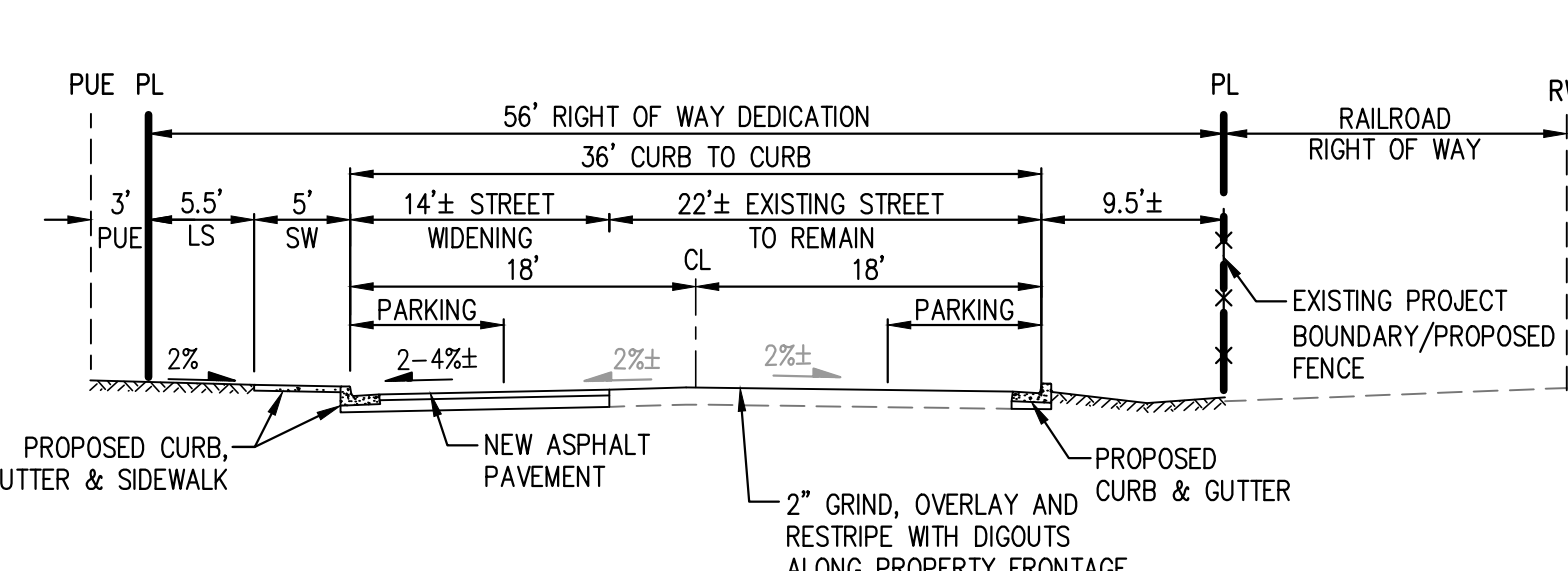 PUE PL
PL
56' RIGHT OF WAY DEDICATION
RAILROAD
RIGHT OF WAY
36' CURB TO CURB
3'
PUE
5.5'
LS
5'
SW
14'± STREET
WIDENING
22'± EXISTING STREET
TO REMAIN
9.5'±
18'
CL
18'
PARKING
PARKING
EXISTING PROJECT
BOUNDARY/PROPOSED
FENCE
2%
2-4%±
2%±
2%±
PROPOSED CURB,
UTTER & SIDEWALK
NEW ASPHALT
PAVEMENT
PROPOSED
CURB & GUTTER
2" GRIND, OVERLAY AND
RESTRIPE WITH DIGOUTS
ALONG PROPERTY FRONTAGE